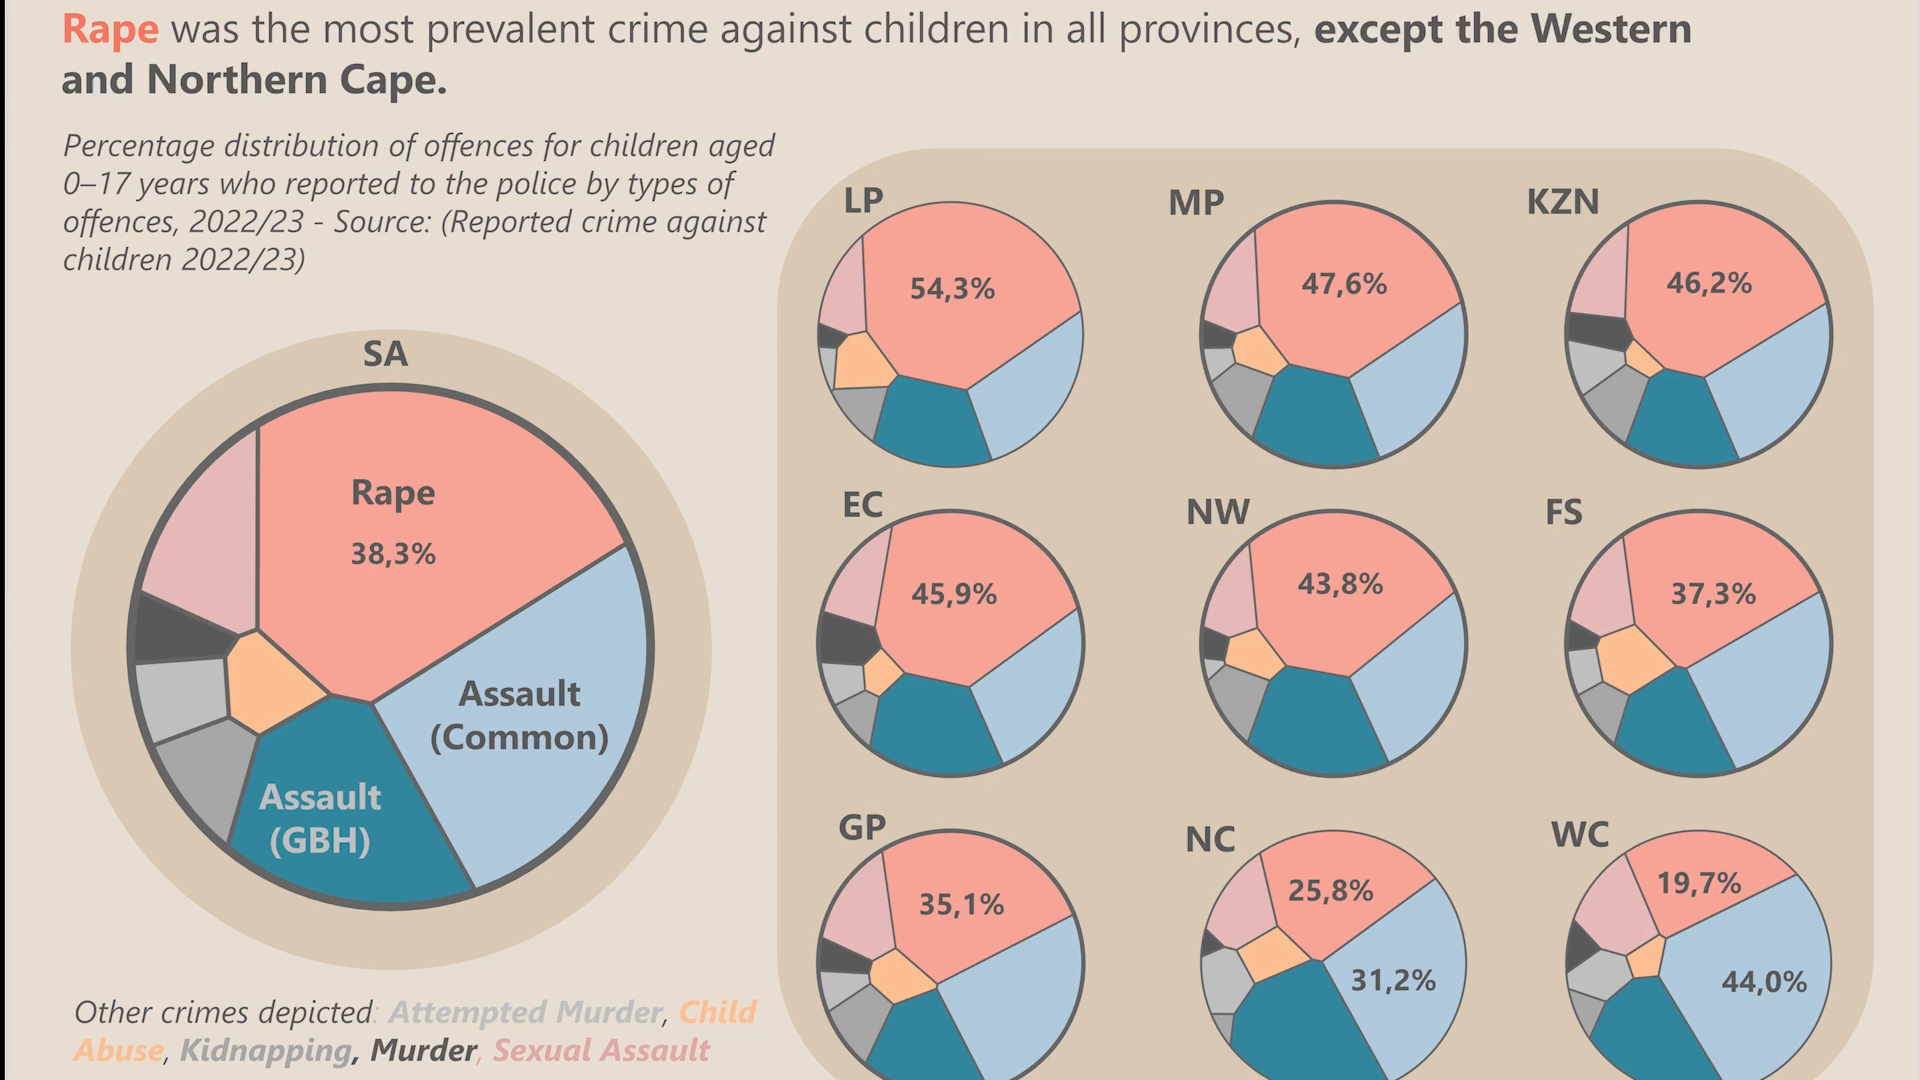 Rape was the most prevalent crime against children in all provinces, except the Western
and Northern Cape.
Percentage distribution of offences for children aged
0–17 years who reported to the police by types of
offences, 2022/23 - Source: (Reported crime against
children 2022/23)
SA
Rape
38,3%
Assault
(Common)
Assault
(GBH)
Other crimes depicted: Attempted Murder, Child
Abuse, Kidnapping, Murder, Sexual Assault
LP
54,3%
MP
47,6%
KZN
46,2%
EC
45,9%
NW
43,8%
FS
37,3%
GP
35,1%
NC
25,8%
31,2%
WC
19,7%
44,0%